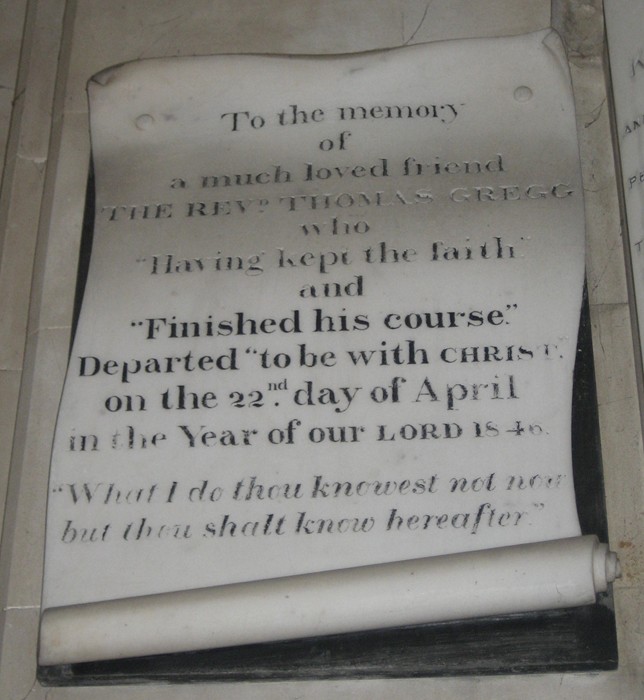 To the memory
of
a much loved friend
THE REVD. THOMAS GREGG
who
"Having kept the faith"
and
"Finished his course."
Departed "to be with CHRIST."
on the 22nd. day of April
in the Year of our LORD 1846.
"What I do thou knowest not now
but thou shalt know hereafter."